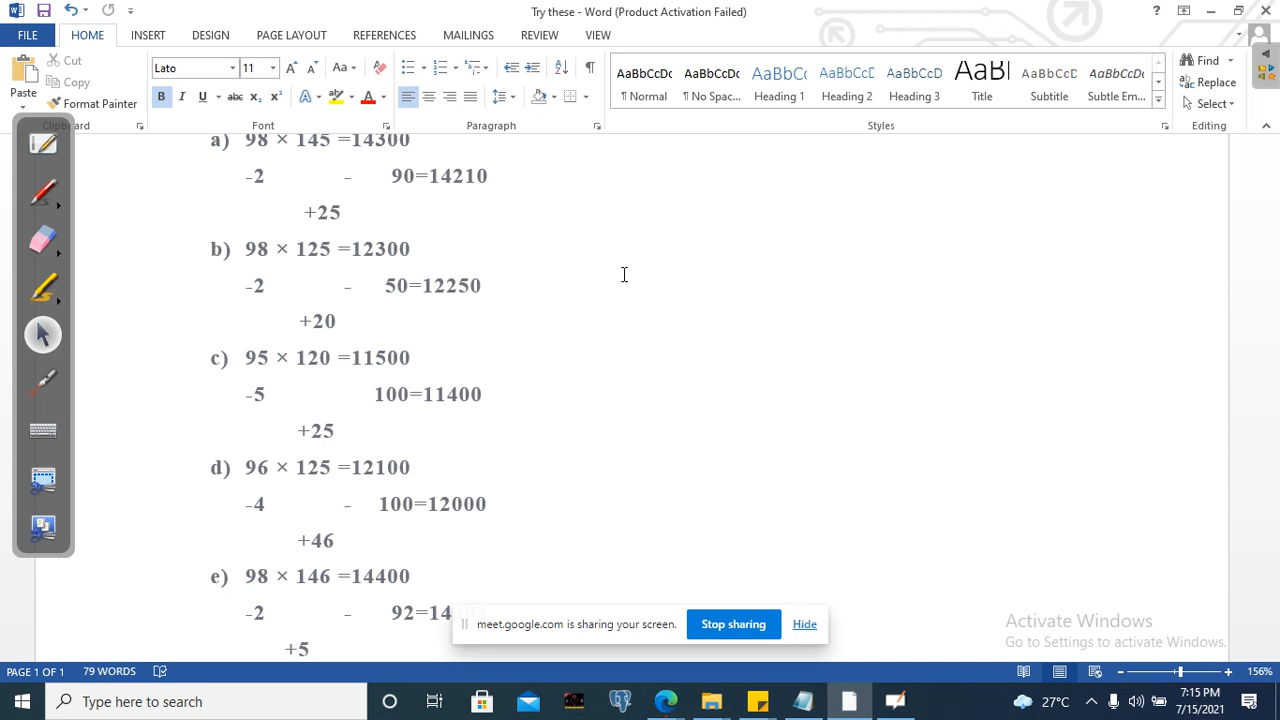 Try these - Word (Product Activation Failed)
FILE HOME INSERT DESIGN PAGE LAYOUT REFERENCES MAILINGS REVIEW VIEW
Cut
Copy
Format Painter
Paste
Lato 11
Clipboard Font Paragraph Styles Editing
AaBbCcDc AaBbCcDc AaBbCc AaBbCcC AaBbCcD AaBl AaBbCcD AaBbCcDc
¶ Normal ¶ No Spac... Heading 1 Heading 2 Heading 3 Title Subtitle Subtle Em...
Find
Replace
Select
a) 98 × 145 =14300
-2 - 90=14210
+25
b) 98 × 125 =12300
-2 - 50=12250
+20
c) 95 × 120 =11500
-5 100=11400
+25
d) 96 × 125 =12100
-4 - 100=12000
+46
e) 98 × 146 =14400
-2 - 92=14
+5
meet.google.com is sharing your screen. Stop sharing Hide
Activate Windows
Go to Settings to activate Windows.
PAGE 1 OF 1 79 WORDS 156%
Type here to search
27°C
7:15 PM
7/15/2021